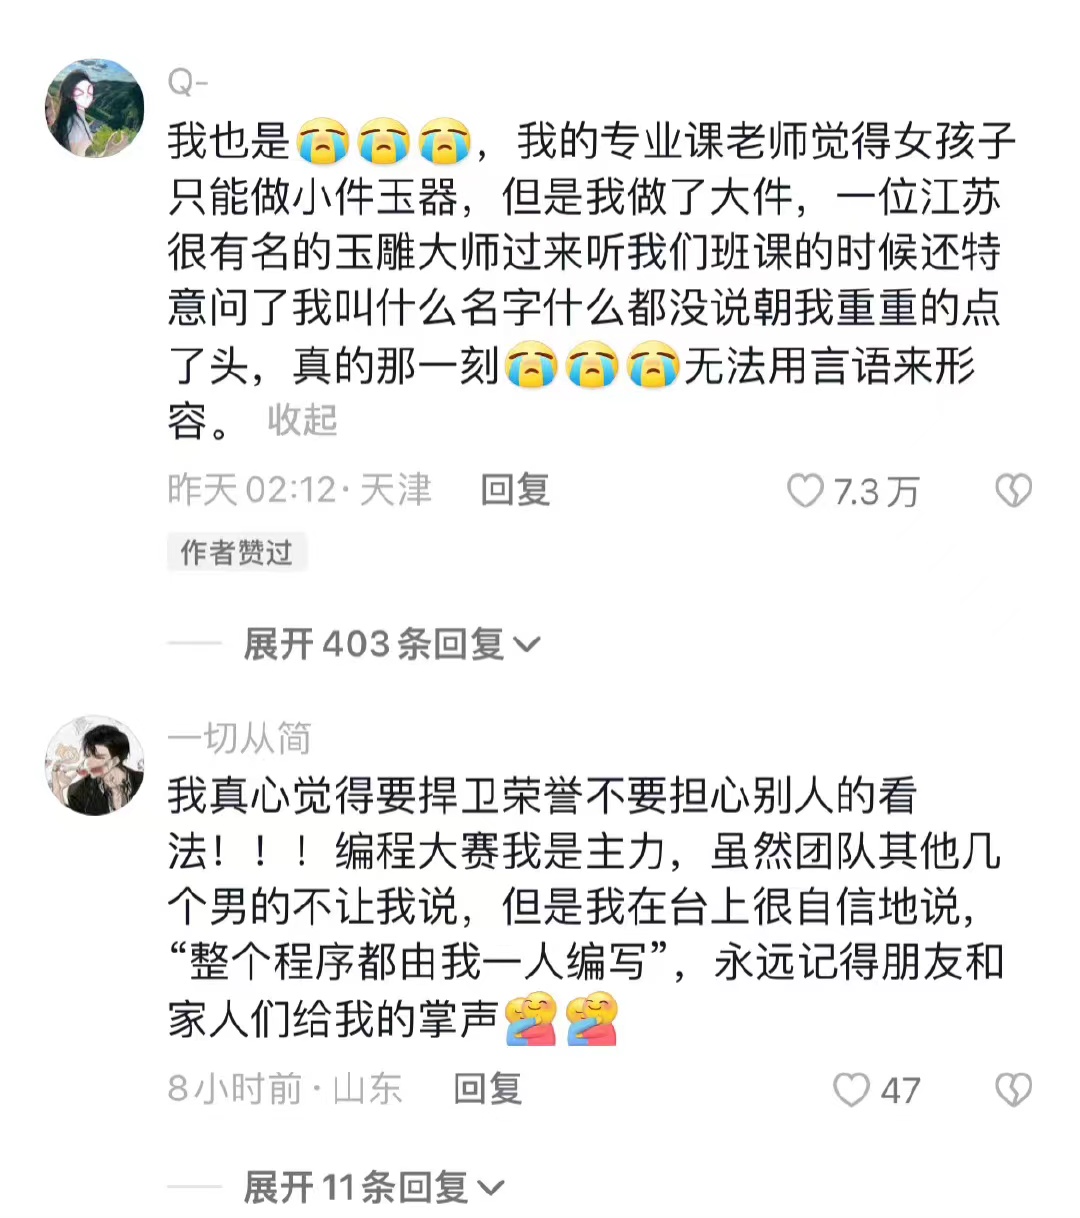 Q-
我也是😭😭😭，我的专业课老师觉得女孩子
只能做小件玉器，但是我做了大件，一位江苏
很有名的玉雕大师过来听我们班课的时候还特
意问了我叫什么名字什么都没说朝我重重的点
了头，真的那一刻😭😭😭无法用言语来形
容。 收起
昨天 02:12 · 天津 回复 7.3万
作者赞过
展开 403 条回复
一切从简
我真心觉得要捍卫荣誉不要担心别人的看
法！！！编程大赛我是主力，虽然团队其他几
个男的不让我说，但是我在台上很自信地说，
“整个程序都由我一人编写”，永远记得朋友和
家人们给我的掌声🫂🫂
8小时前 · 山东 回复 47
展开 11 条回复